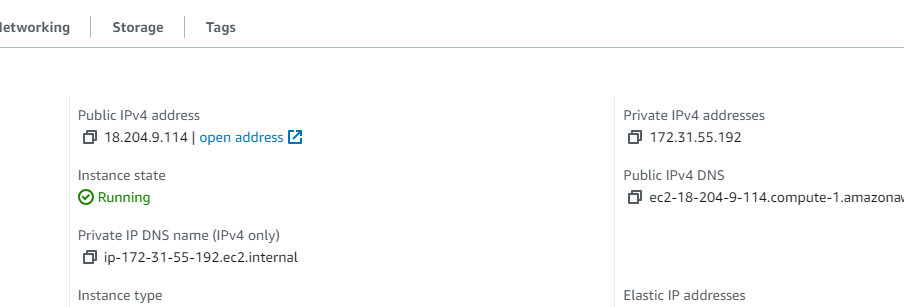 Networking
Storage
Tags
Public IPv4 address
18.204.9.114 | open address
Instance state
Running
Private IP DNS name (IPv4 only)
ip-172-31-55-192.ec2.internal
Instance type
Private IPv4 addresses
172.31.55.192
Public IPv4 DNS
ec2-18-204-9-114.compute-1.amazonaw
Elastic IP addresses